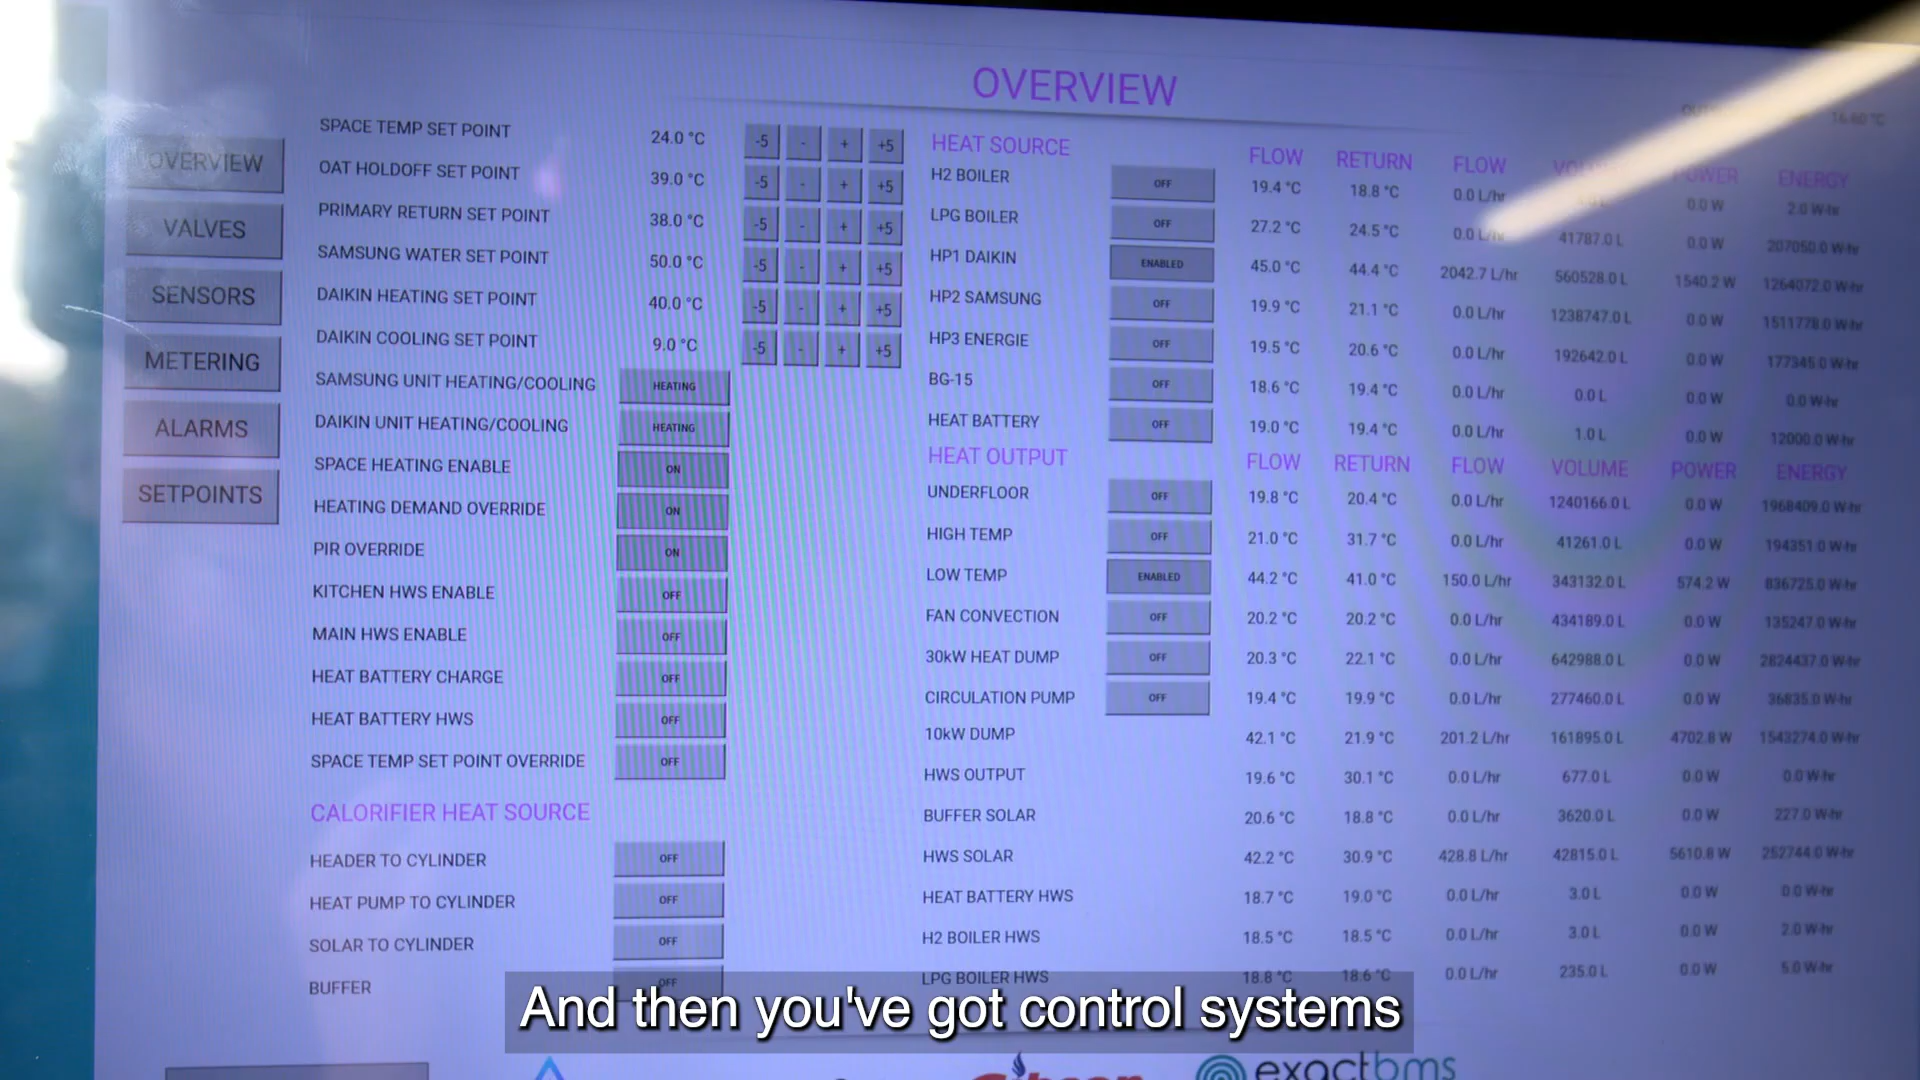 OVERVIEW
OVERVIEW
VALVES
SENSORS
METERING
ALARMS
SETPOINTS
SPACE TEMP SET POINT 24.0 °C -5 - + +5
OAT HOLDOFF SET POINT 39.0 °C -5 - + +5
PRIMARY RETURN SET POINT 38.0 °C -5 - + +5
SAMSUNG WATER SET POINT 50.0 °C -5 - + +5
DAIKIN HEATING SET POINT 40.0 °C -5 - + +5
DAIKIN COOLING SET POINT 9.0 °C -5 - + +5
SAMSUNG UNIT HEATING/COOLING HEATING
DAIKIN UNIT HEATING/COOLING HEATING
SPACE HEATING ENABLE ON
HEATING DEMAND OVERRIDE ON
PIR OVERRIDE ON
KITCHEN HWS ENABLE OFF
MAIN HWS ENABLE OFF
HEAT BATTERY CHARGE OFF
HEAT BATTERY HWS OFF
SPACE TEMP SET POINT OVERRIDE OFF
CALORIFIER HEAT SOURCE
HEADER TO CYLINDER OFF
HEAT PUMP TO CYLINDER OFF
SOLAR TO CYLINDER OFF
BUFFER OFF
16.60 °C
HEAT SOURCE FLOW RETURN FLOW POWER ENERGY
H2 BOILER OFF 19.4 °C 18.8 °C 0.0 L/hr 0.0 W 2.0 W-hr
LPG BOILER OFF 27.2 °C 24.5 °C 0.0 L/hr 41787.0 L 0.0 W 207050.0 W-hr
HP1 DAIKIN ENABLED 45.0 °C 44.4 °C 2042.7 L/hr 560528.0 L 1540.2 W 1264072.0 W-hr
HP2 SAMSUNG OFF 19.9 °C 21.1 °C 0.0 L/hr 1238747.0 L 0.0 W 1511778.0 W-hr
HP3 ENERGIE OFF 19.5 °C 20.6 °C 0.0 L/hr 192642.0 L 0.0 W 177345.0 W-hr
BG-15 OFF 18.6 °C 19.4 °C 0.0 L/hr 0.0 L 0.0 W 0.0 W-hr
HEAT BATTERY OFF 19.0 °C 19.4 °C 0.0 L/hr 1.0 L 0.0 W 12000.0 W-hr
HEAT OUTPUT FLOW RETURN FLOW VOLUME POWER ENERGY
UNDERFLOOR OFF 19.8 °C 20.4 °C 0.0 L/hr 1240166.0 L 0.0 W 1968409.0 W-hr
HIGH TEMP OFF 21.0 °C 31.7 °C 0.0 L/hr 41261.0 L 0.0 W 194351.0 W-hr
LOW TEMP ENABLED 44.2 °C 41.0 °C 150.0 L/hr 343132.0 L 574.2 W 836725.0 W-hr
FAN CONVECTION OFF 20.2 °C 20.2 °C 0.0 L/hr 434189.0 L 0.0 W 135247.0 W-hr
30kW HEAT DUMP OFF 20.3 °C 22.1 °C 0.0 L/hr 642988.0 L 0.0 W 2824437.0 W-hr
CIRCULATION PUMP OFF 19.4 °C 19.9 °C 0.0 L/hr 277460.0 L 0.0 W 36835.0 W-hr
10kW DUMP 42.1 °C 21.9 °C 201.2 L/hr 161895.0 L 4702.8 W 1543274.0 W-hr
HWS OUTPUT 19.6 °C 30.1 °C 0.0 L/hr 677.0 L 0.0 W 0.0 W-hr
BUFFER SOLAR 20.6 °C 18.8 °C 0.0 L/hr 3620.0 L 0.0 W 227.0 W-hr
HWS SOLAR 42.2 °C 30.9 °C 428.8 L/hr 42815.0 L 5610.8 W 252744.0 W-hr
HEAT BATTERY HWS 18.7 °C 19.0 °C 0.0 L/hr 3.0 L 0.0 W 0.0 W-hr
H2 BOILER HWS 18.5 °C 18.5 °C 0.0 L/hr 3.0 L 0.0 W 2.0 W-hr
LPG BOILER HWS 18.8 °C 18.6 °C 0.0 L/hr 235.0 L 0.0 W 5.0 W-hr
And then you've got control systems
exactbms